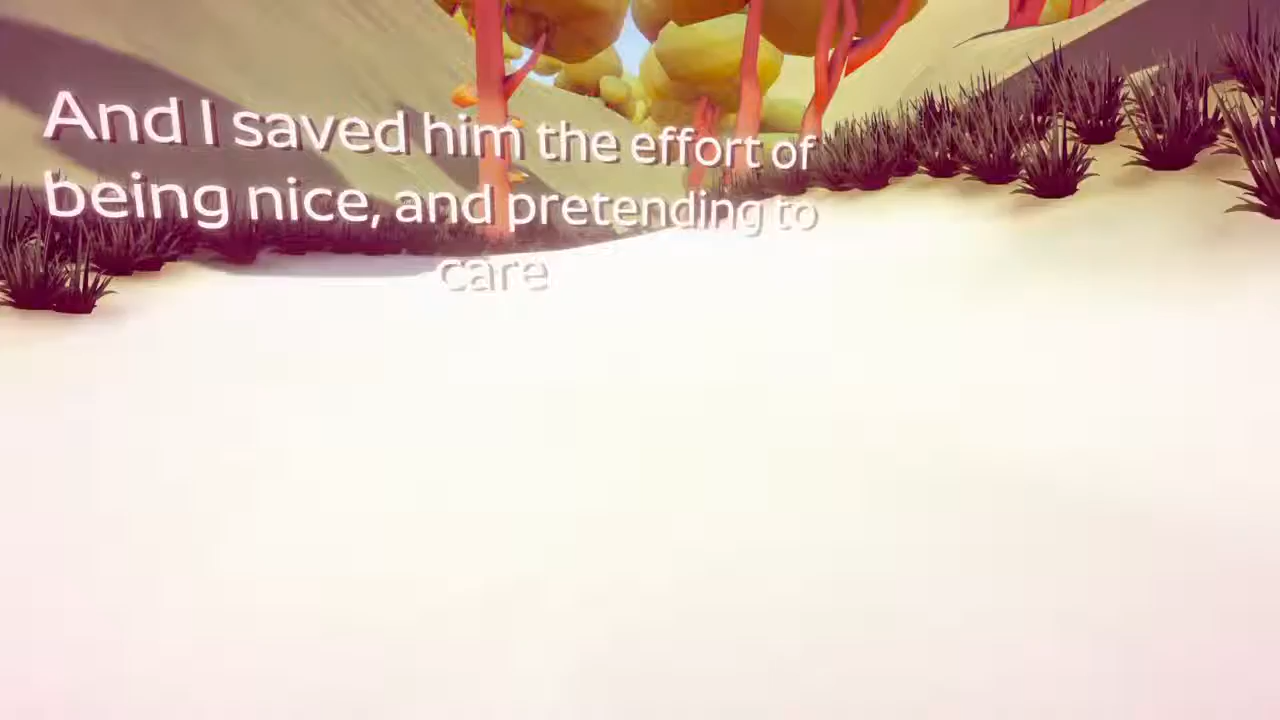 And I saved him the effort of
being nice, and pretending to
care